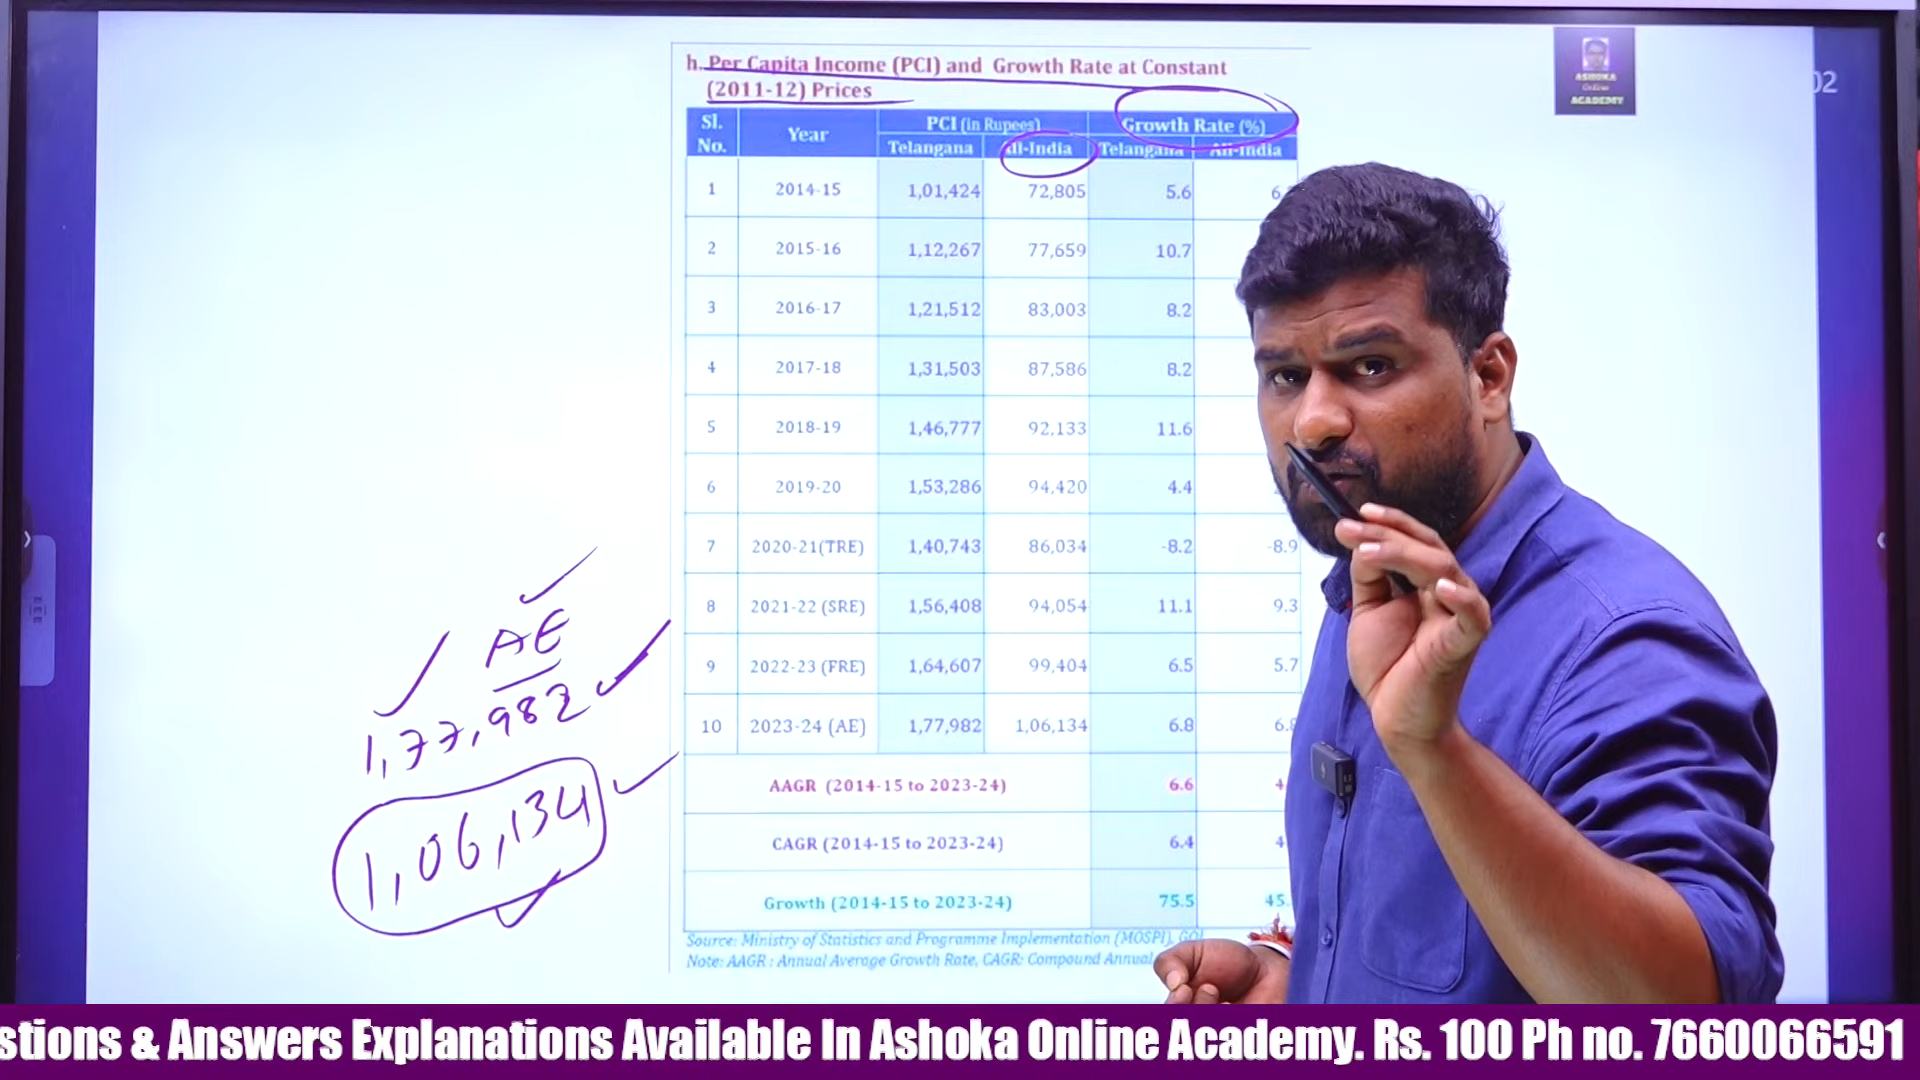 h. Per Capita Income (PCI) and Growth Rate at Constant
(2011-12) Prices
Sl. No. Year PCI (in Rupees) Growth Rate (%)
Telangana All-India Telangana All-India
1 2014-15 1,01,424 72,805 5.6
2 2015-16 1,12,267 77,659 10.7
3 2016-17 1,21,512 83,003 8.2
4 2017-18 1,31,503 87,586 8.2
5 2018-19 1,46,777 92,133 11.6
6 2019-20 1,53,286 94,420 4.4
7 2020-21(TRE) 1,40,743 86,034 -8.2 -8.9
8 2021-22 (SRE) 1,56,408 94,054 11.1 9.3
9 2022-23 (FRE) 1,64,607 99,404 6.5 5.7
10 2023-24 (AE) 1,77,982 1,06,134 6.8 6.8
AAGR (2014-15 to 2023-24) 6.6
CAGR (2014-15 to 2023-24) 6.4
Growth (2014-15 to 2023-24) 75.5 45.
Source: Ministry of Statistics and Programme Implementation (MOSPI), GOI
Note: AAGR : Annual Average Growth Rate, CAGR: Compound Annual
AE
1,77,982
1,06,134
ASHOKA
Online
ACADEMY
02
stions & Answers Explanations Available In Ashoka Online Academy. Rs. 100 Ph no. 7660066591